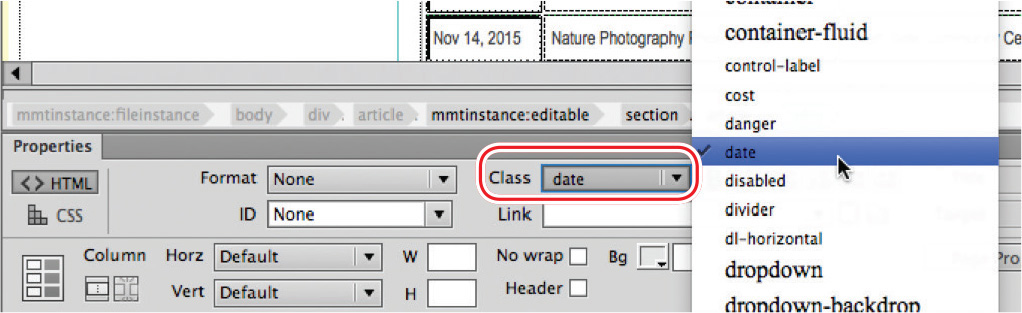 container
Nov 14, 2015 Nature Photography
container-fluid
control-label
mmtinstance:fileinstance body div article mmtinstance:editable section
cost
danger
Properties
date
<> HTML Format None Class date
disabled
CSS ID None Link
divider
dl-horizontal
Column Horz Default W No wrap Bg
dropdown
Vert Default H Header
dropdown-backdrop